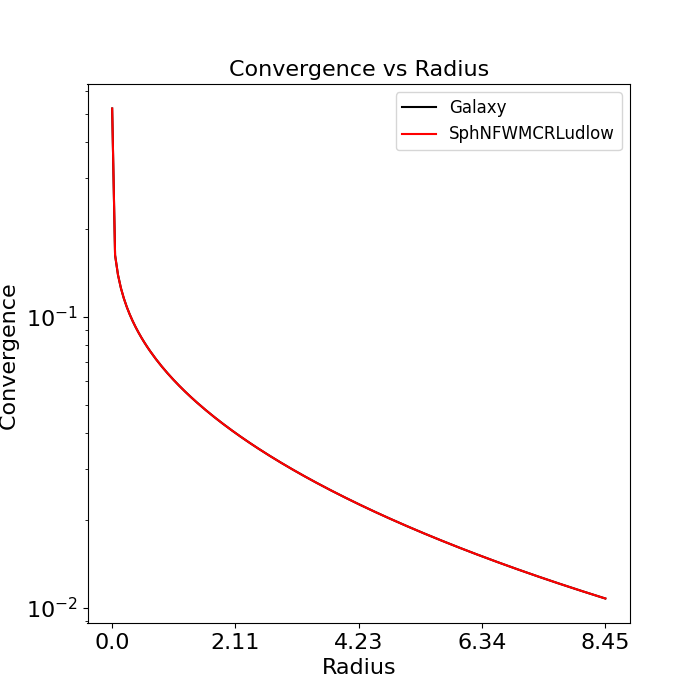 Convergence vs Radius
Galaxy
SphNFWMCRLudlow
Convergence
10⁻¹
10⁻²
0.0 2.11 4.23 6.34 8.45
Radius